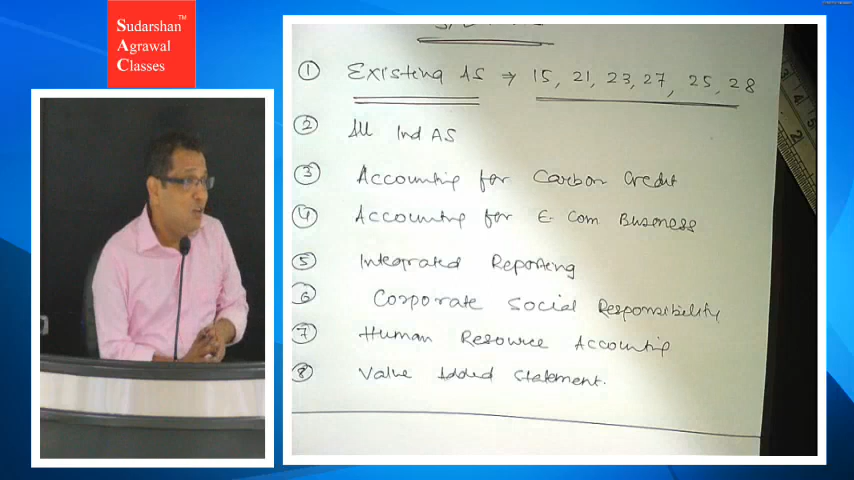 Sudarshan™
Agrawal
Classes
① Existing AS → 15, 21, 23, 27, 25, 28
② All Ind AS
③ Accounting for Carbon Credit
④ Accounting for E. Com Business
⑤ Integrated Reporting
⑥ Corporate Social Responsibility
⑦ Human Resource Accounting
⑧ Value Added Statement.